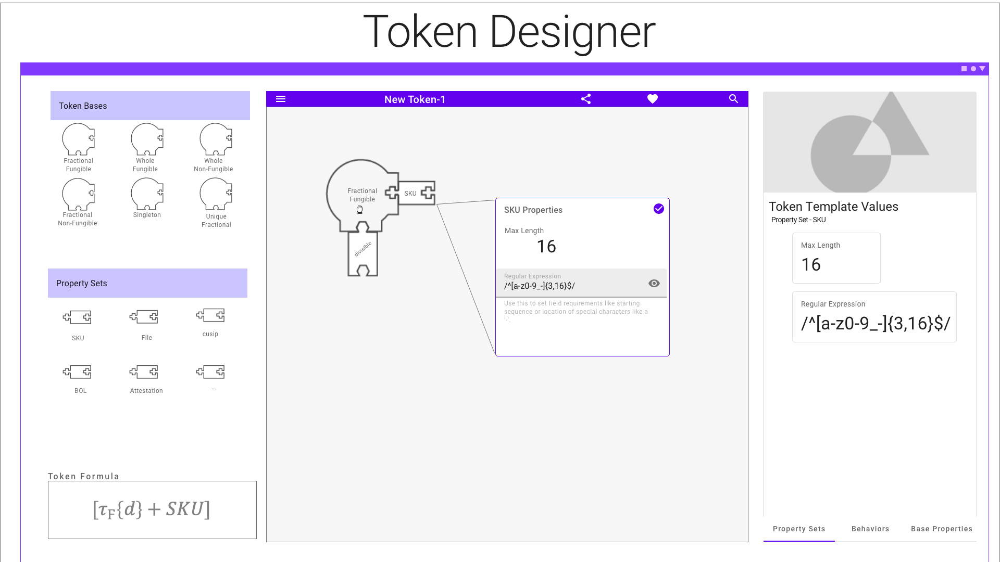 Token Designer
Token Bases
Fractional
Fungible
Whole
Fungible
Whole
Non-Fungible
Fractional
Non-Fungible
Singleton
Unique
Fractional
Property Sets
SKU
File
cusip
BOL
Attestation
...
Token Formula
[τF{d} + SKU]
New Token-1
Fractional
Fungible
SKU
divisible
SKU Properties
Max Length
16
Regular Expression
/^[a-z0-9_-]{3,16}$/
Use this to set field requirements like starting
sequence or location of special characters like a
'-'.
Token Template Values
Property Set - SKU
Max Length
16
Regular Expression
/^[a-z0-9_-]{3,16}$/
Property Sets
Behaviors
Base Properties